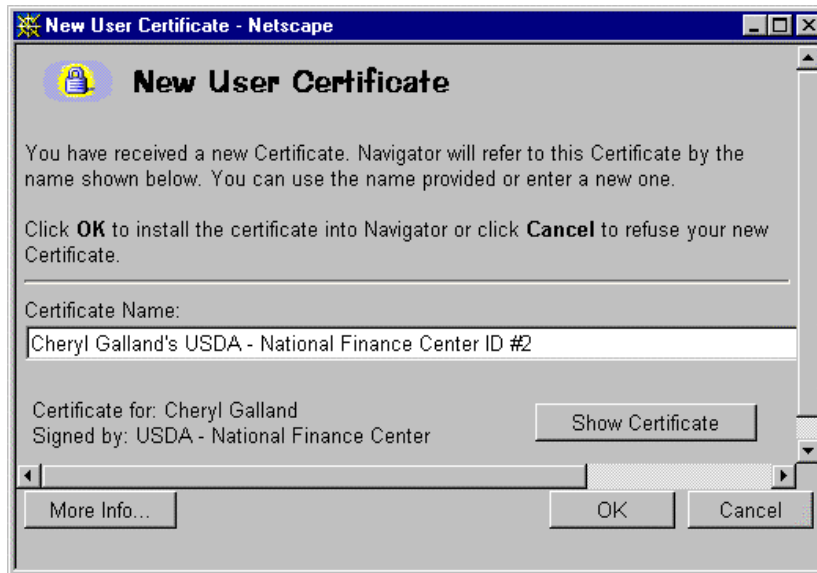 New User Certificate - Netscape
New User Certificate
You have received a new Certificate. Navigator will refer to this Certificate by the
name shown below. You can use the name provided or enter a new one.
Click OK to install the certificate into Navigator or click Cancel to refuse your new
Certificate.
Certificate Name:
Cheryl Galland's USDA - National Finance Center ID #2
Certificate for: Cheryl Galland
Signed by: USDA - National Finance Center
Show Certificate
More Info...
OK
Cancel